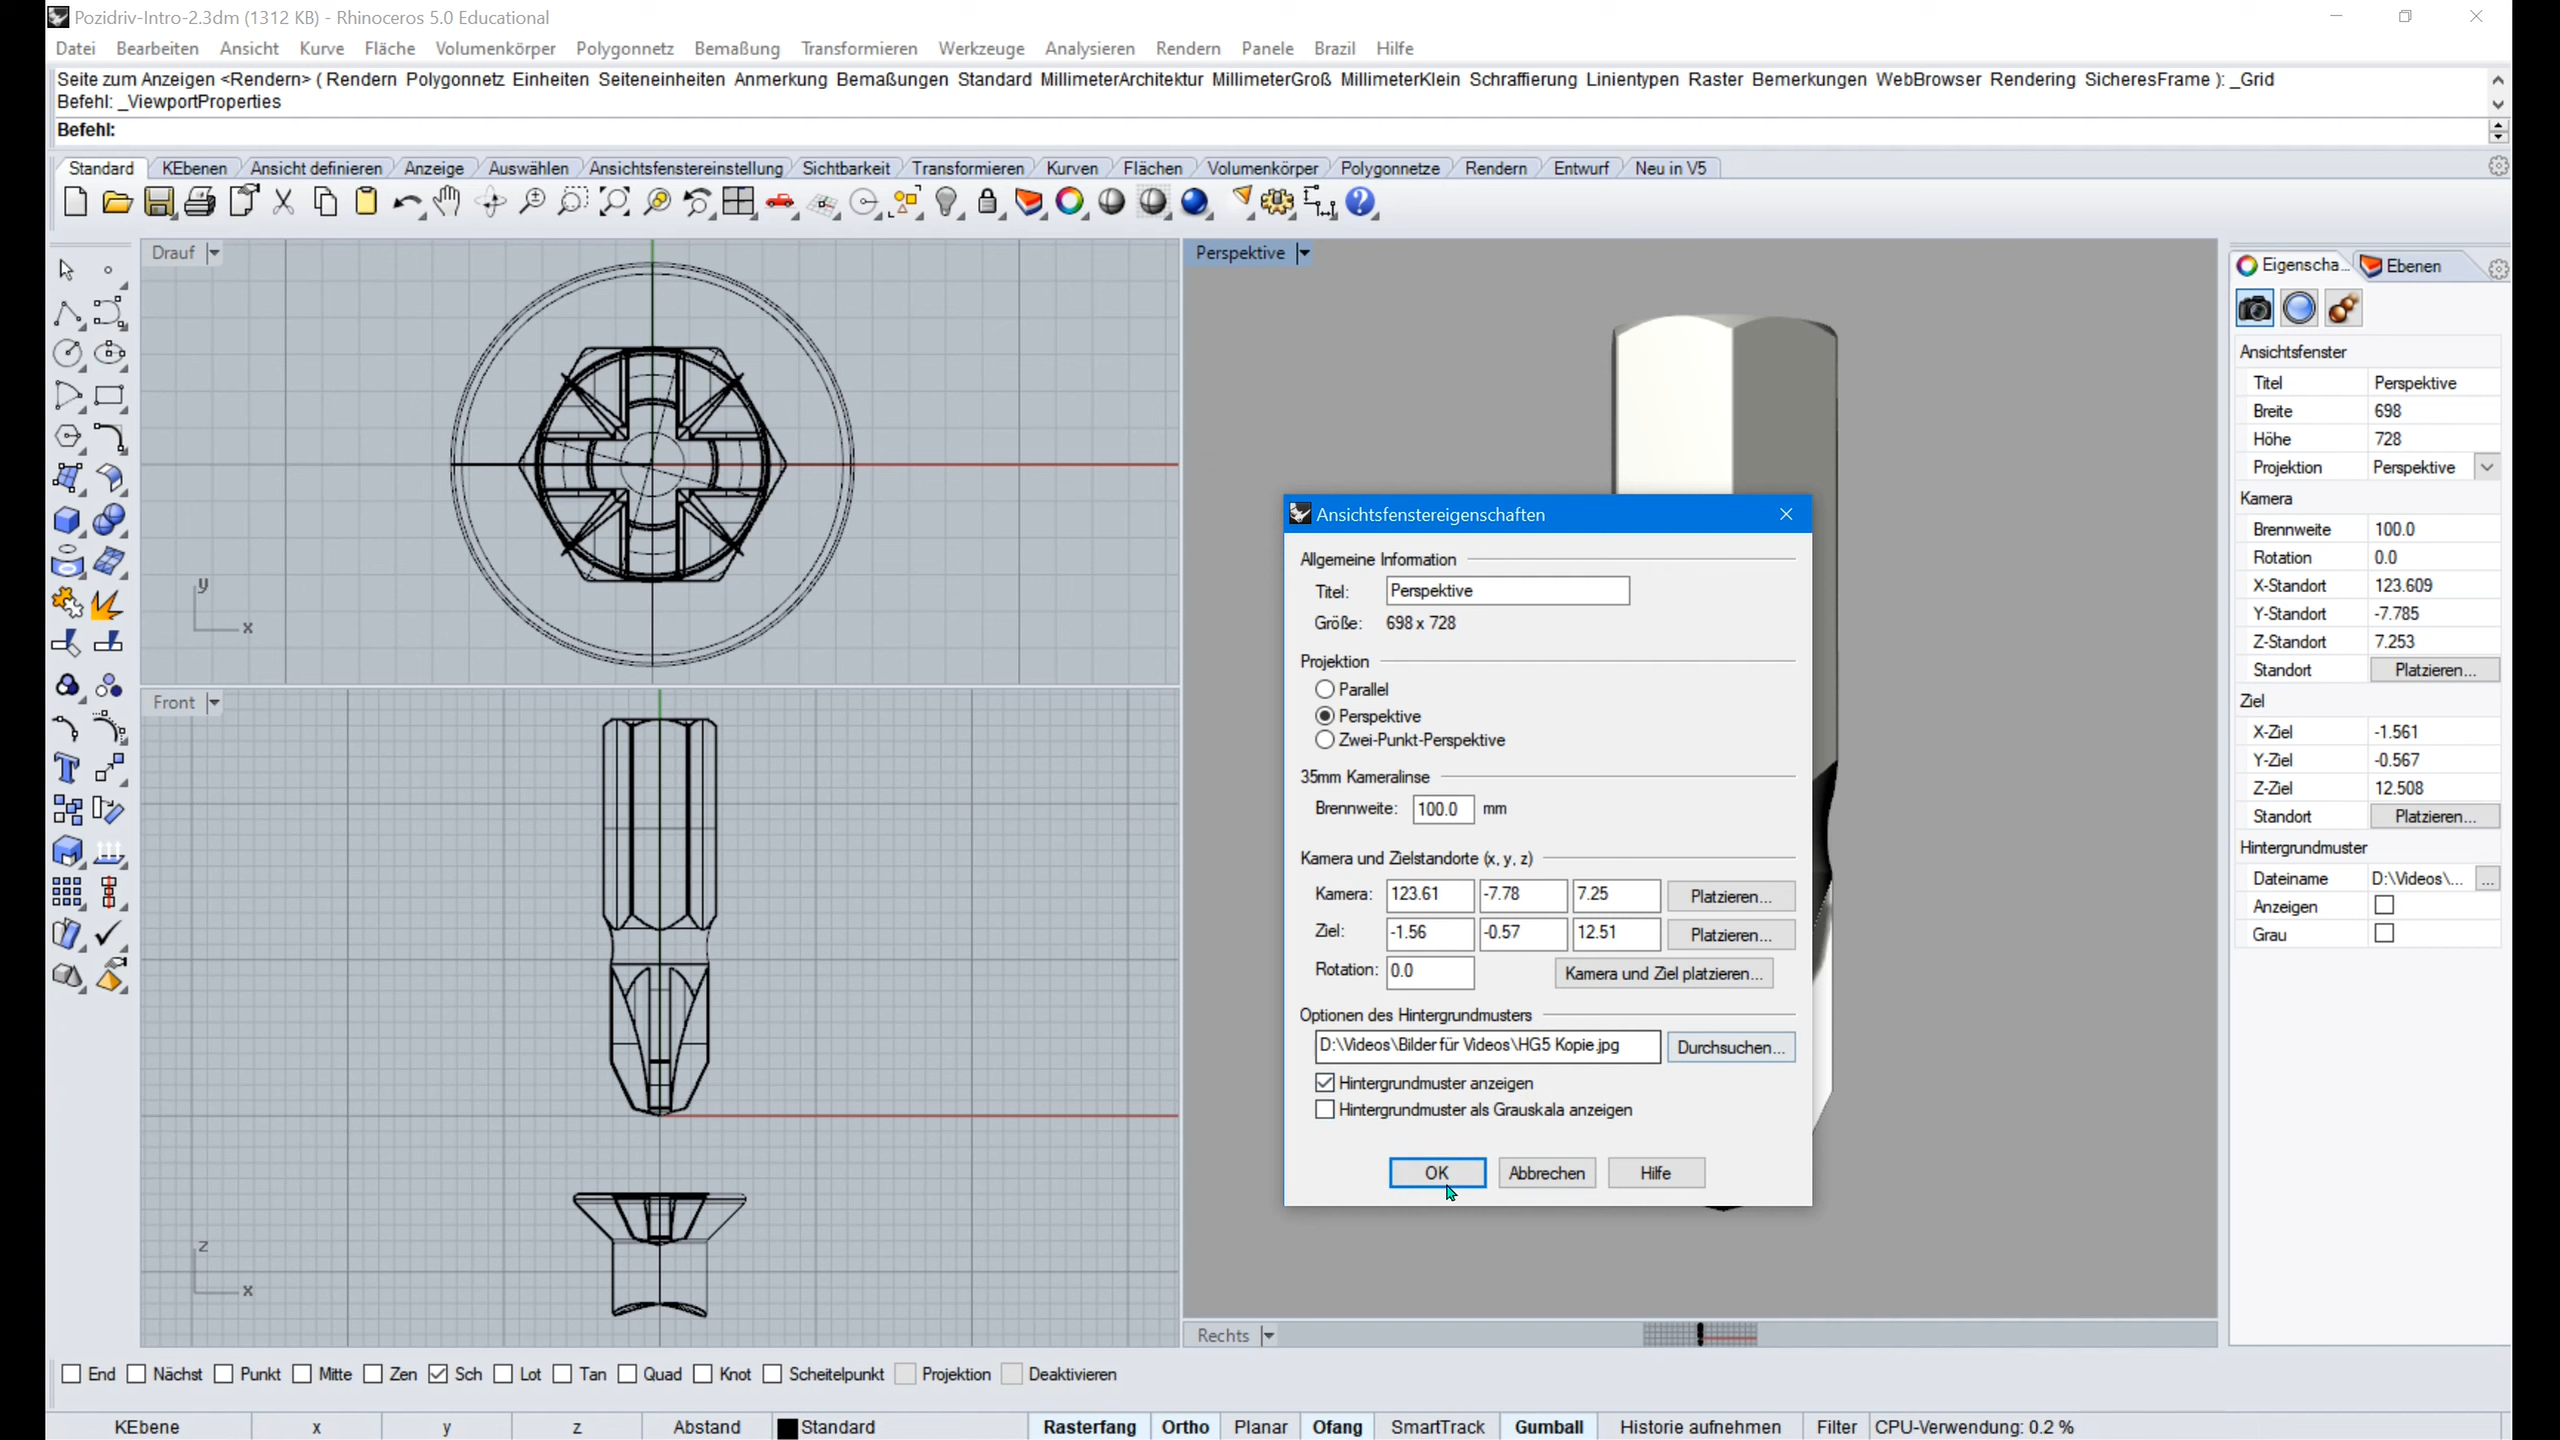 Pozidriv-Intro-2.3dm (1312 KB) - Rhinoceros 5.0 Educational
Datei Bearbeiten Ansicht Kurve Fläche Volumenkörper Polygonnetz Bemaßung Transformieren Werkzeuge Analysieren Rendern Panele Brazil Hilfe
Seite zum Anzeigen <Rendern> ( Rendern Polygonnetz Einheiten Seiteneinheiten Anmerkung Bemaßungen Standard MillimeterArchitektur MillimeterGroß MillimeterKlein Schraffierung Linientypen Raster Bemerkungen WebBrowser Rendering SicheresFrame ): _Grid
Befehl: _ViewportProperties
Befehl:
Standard KEbenen Ansicht definieren Anzeige Auswählen Ansichtsfenstereinstellung Sichtbarkeit Transformieren Kurven Flächen Volumenkörper Polygonnetze Rendern Entwurf Neu in V5
Drauf
y
x
Front
z
x
Perspektive
Rechts
Ansichtsfenstereigenschaften
Allgemeine Information
Titel: Perspektive
Größe: 698 x 728
Projektion
Parallel
Perspektive
Zwei-Punkt-Perspektive
35mm Kameralinse
Brennweite: 100.0 mm
Kamera und Zielstandorte (x, y, z)
Kamera: 123.61 -7.78 7.25 Platzieren...
Ziel: -1.56 -0.57 12.51 Platzieren...
Rotation: 0.0 Kamera und Ziel platzieren...
Optionen des Hintergrundmusters
D:\Videos\Bilder für Videos\HG5 Kopie.jpg Durchsuchen...
Hintergrundmuster anzeigen
Hintergrundmuster als Grauskala anzeigen
OK Abbrechen Hilfe
Eigenscha... Ebenen
Ansichtsfenster
Titel Perspektive
Breite 698
Höhe 728
Projektion Perspektive
Kamera
Brennweite 100.0
Rotation 0.0
X-Standort 123.609
Y-Standort -7.785
Z-Standort 7.253
Standort Platzieren...
Ziel
X-Ziel -1.561
Y-Ziel -0.567
Z-Ziel 12.508
Standort Platzieren...
Hintergrundmuster
Dateiname D:\Videos\... ...
Anzeigen
Grau
End Nächst Punkt Mitte Zen Sch Lot Tan Quad Knot Scheitelpunkt Projektion Deaktivieren
KEbene x y z Abstand Standard Rasterfang Ortho Planar Ofang SmartTrack Gumball Historie aufnehmen Filter CPU-Verwendung: 0.2 %